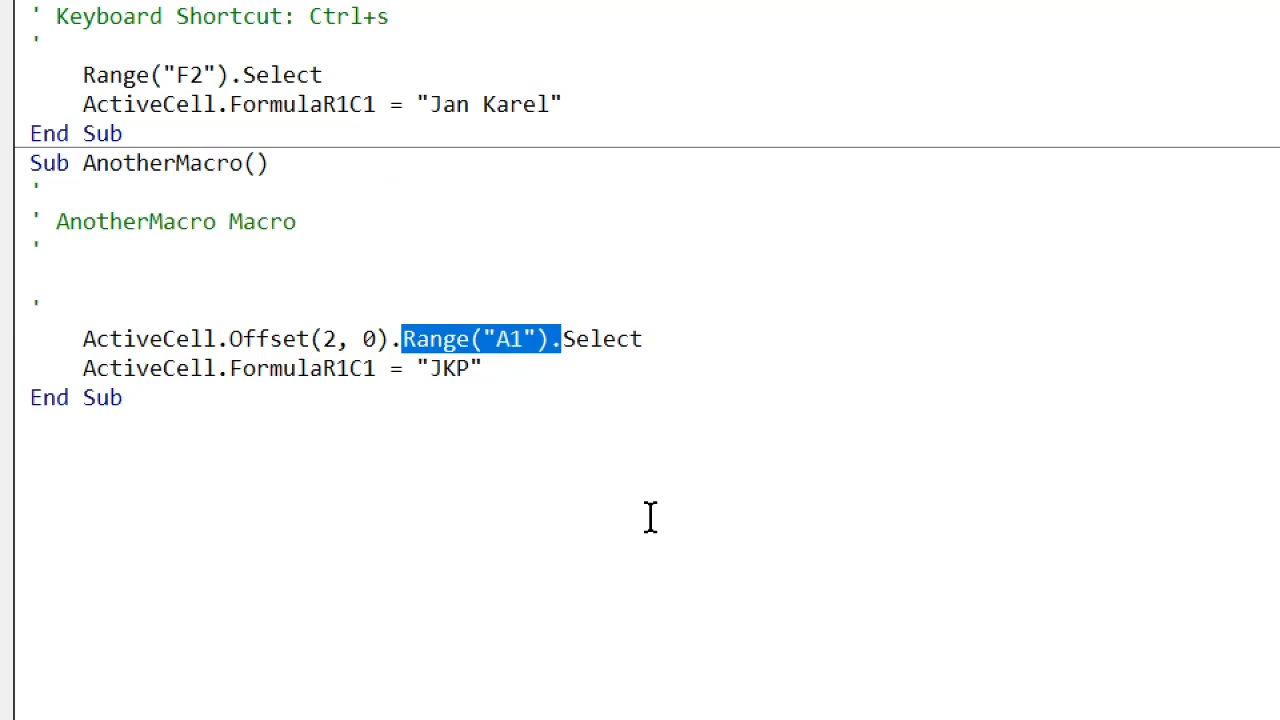 ' Keyboard Shortcut: Ctrl+s
'
Range("F2").Select
ActiveCell.FormulaR1C1 = "Jan Karel"
End Sub
Sub AnotherMacro()
'
' AnotherMacro Macro
'
'
ActiveCell.Offset(2, 0).Range("A1").Select
ActiveCell.FormulaR1C1 = "JKP"
End Sub